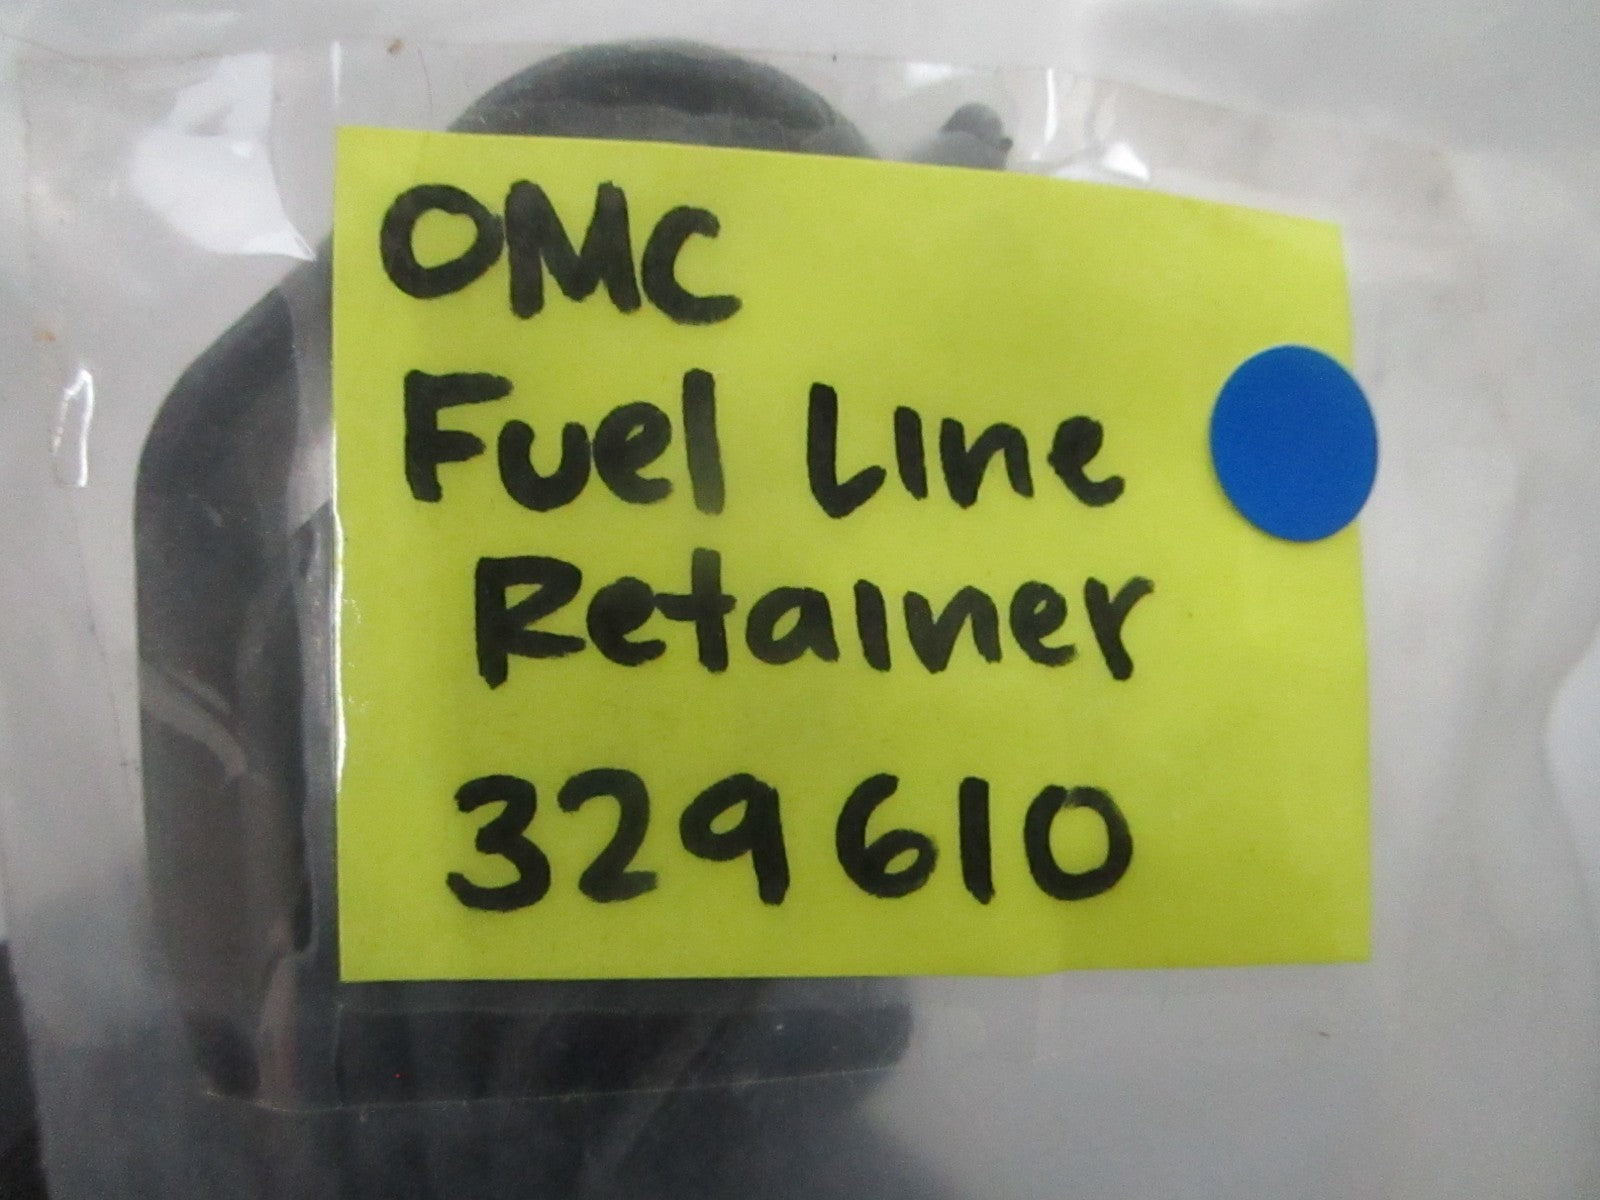 OMC
Fuel Line
Retainer
329610